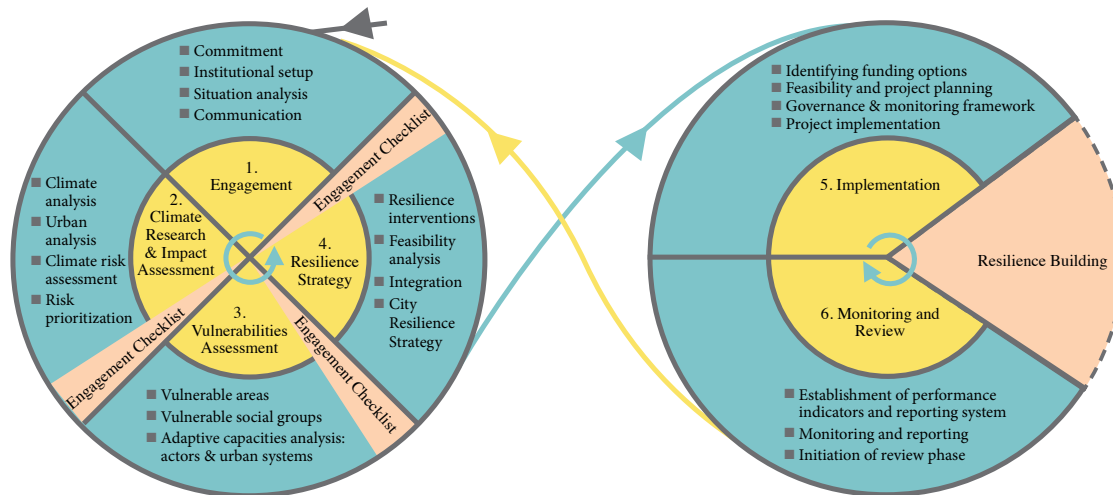 Commitment
Institutional setup
Situation analysis
Communication
Engagement Checklist
1.
Engagement
Climate
analysis
Urban
analysis
Climate risk
assessment
Risk
prioritization
2.
Climate
Research
& Impact
Assessment
4.
Resilience
Strategy
Resilience
interventions
Feasibility
analysis
Integration
City
Resilience
Strategy
3.
Vulnerabilities
Assessment
Engagement Checklist
Engagement Checklist
Vulnerable areas
Vulnerable social groups
Adaptive capacities analysis:
actors & urban systems
Identifying funding options
Feasibility and project planning
Governance & monitoring framework
Project implementation
5. Implementation
Resilience Building
6. Monitoring and
Review
Establishment of performance
indicators and reporting system
Monitoring and reporting
Initiation of review phase